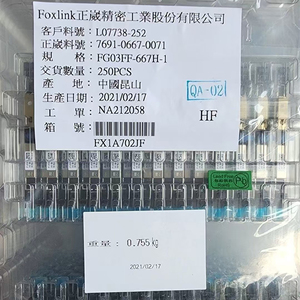 Foxlink正崴精密工業股份有限公司
客戶料號：L07738-252
正崴料號：7691-0667-0071
規　格：FG03FF-667H-1
交貨數量：250PCS
產　地：中國昆山
生產日期：2021/02/17
QA-02
工　單：NA212058
HF
箱　號：
FX1A702JF
重量： 0.755kg
2021/02/17
Pb